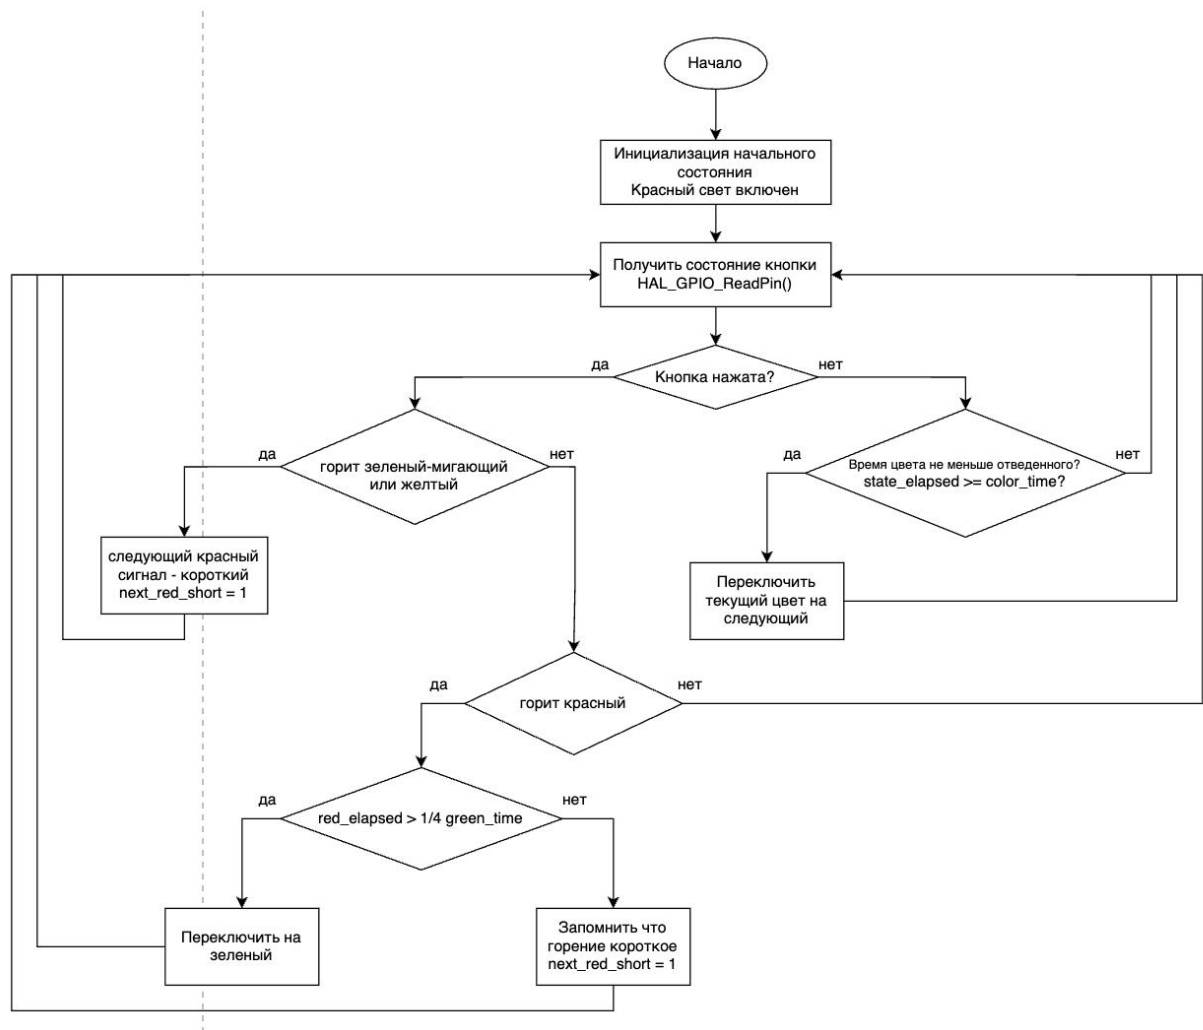 Начало
Инициализация начального
состояния
Красный свет включен
Получить состояние кнопки
HAL_GPIO_ReadPin()
да
Кнопка нажата?
нет
да
горит зеленый-мигающий
или желтый
нет
да
Время цвета не меньше отведенного?
state_elapsed >= color_time?
нет
следующий красный
сигнал - короткий
next_red_short = 1
Переключить
текущий цвет на
следующий
да
горит красный
нет
да
red_elapsed > 1/4 green_time
нет
Переключить на
зеленый
Запомнить что
горение короткое
next_red_short = 1